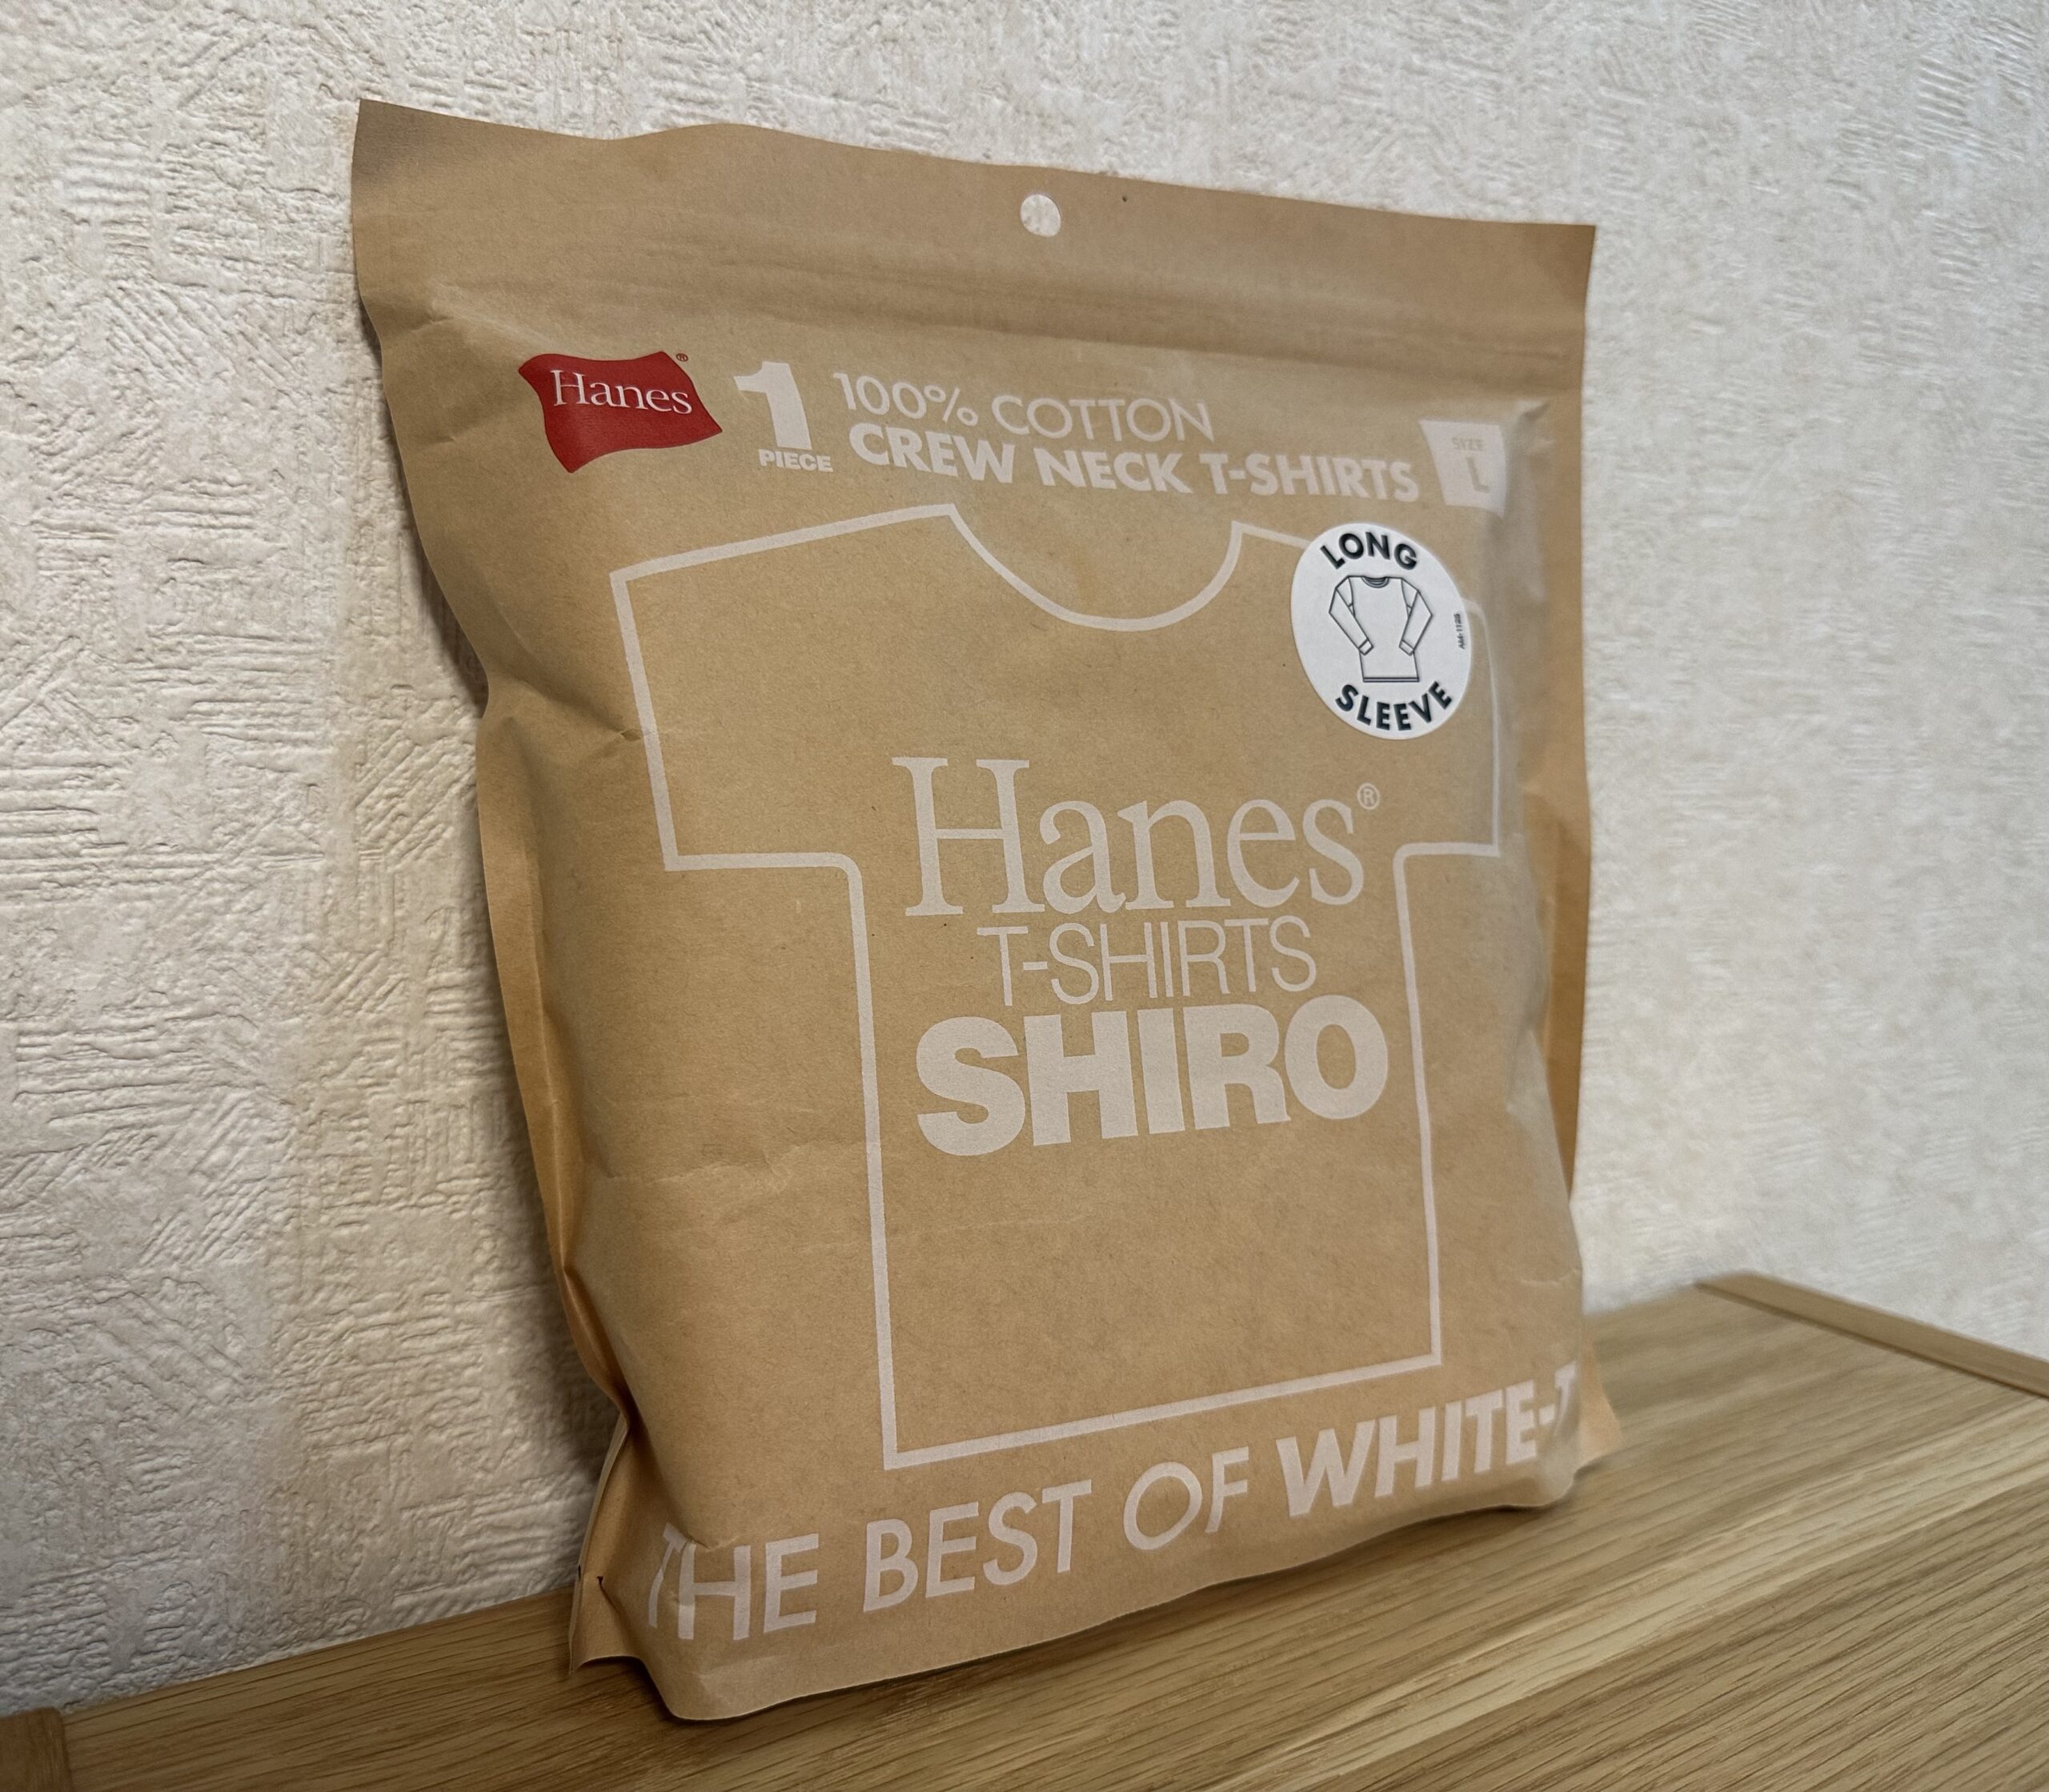 Hanes®
1
PIECE
100% COTTON
CREW NECK T-SHIRTS
SIZE
L
LONG
SLEEVE
Hanes®
T-SHIRTS
SHIRO
THE BEST OF WHITE-T